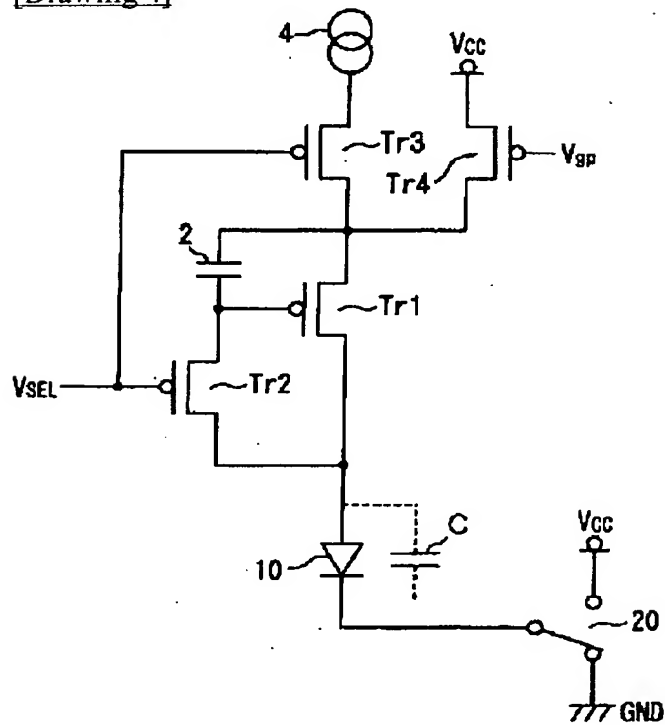 [Drawing 4]
4
VCC
Tr3
Tr4
Vgp
2
Tr1
VSEL
Tr2
C
10
VCC
20
GND